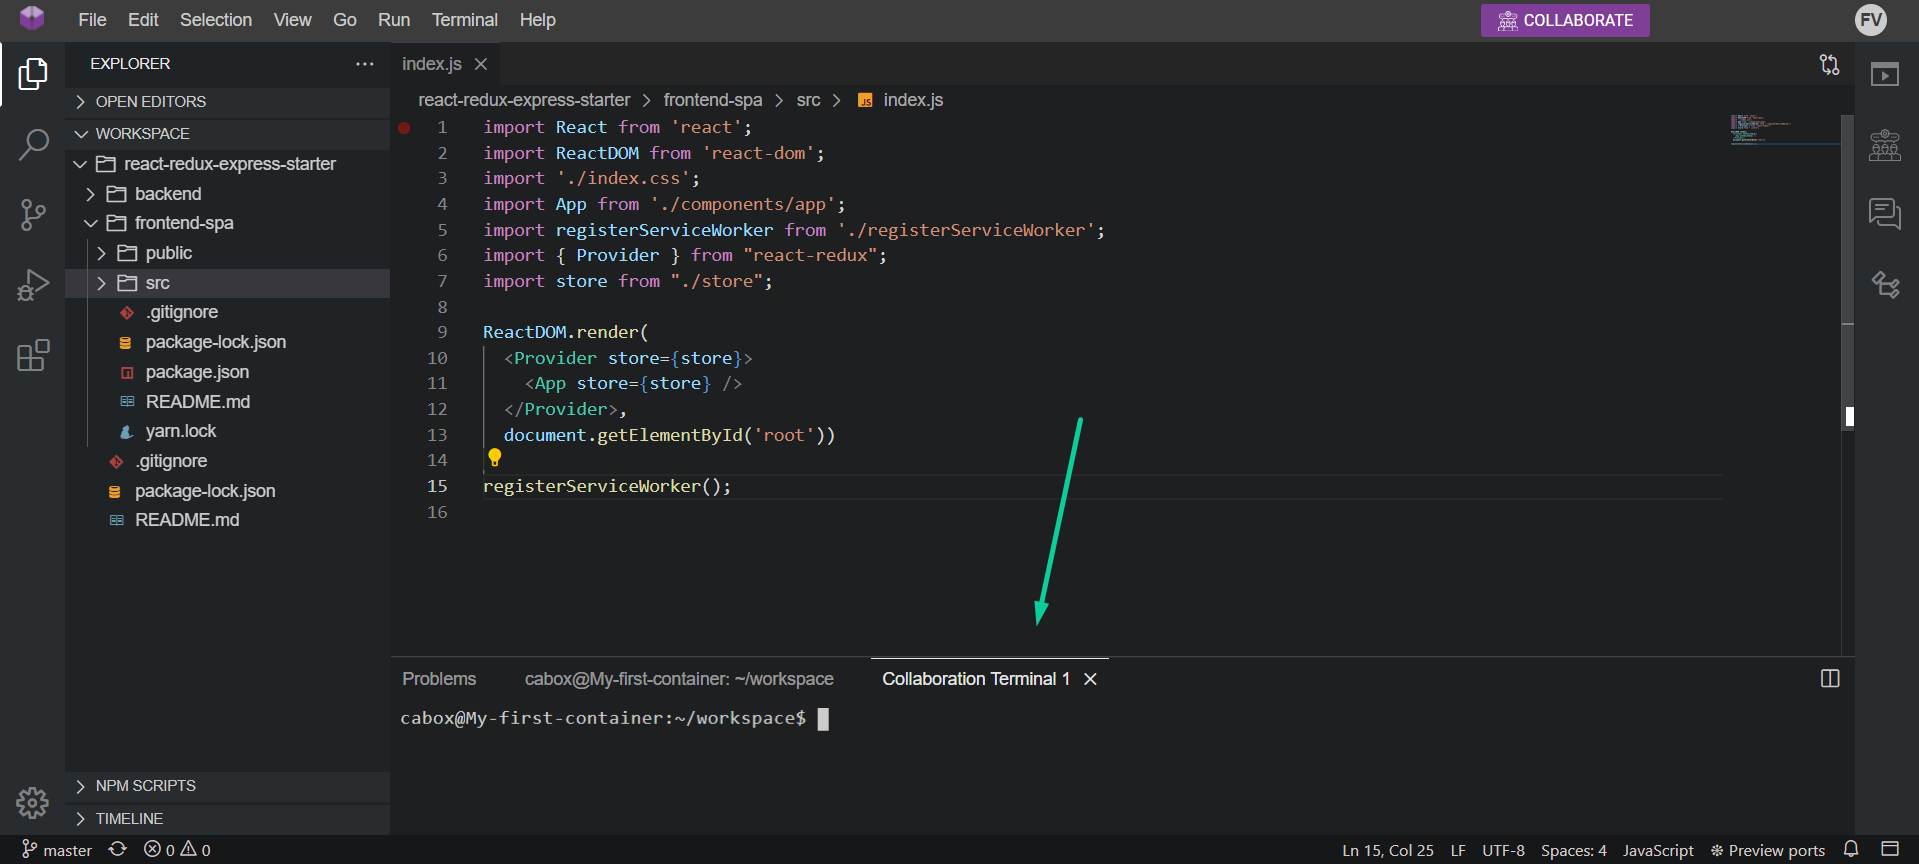 File Edit Selection View Go Run Terminal Help
COLLABORATE
FV
EXPLORER
OPEN EDITORS
WORKSPACE
react-redux-express-starter
backend
frontend-spa
public
src
.gitignore
package-lock.json
package.json
README.md
yarn.lock
.gitignore
package-lock.json
README.md
NPM SCRIPTS
TIMELINE
index.js
react-redux-express-starter > frontend-spa > src > JS index.js
1 import React from 'react';
2 import ReactDOM from 'react-dom';
3 import './index.css';
4 import App from './components/app';
5 import registerServiceWorker from './registerServiceWorker';
6 import { Provider } from "react-redux";
7 import store from "./store";
8
9 ReactDOM.render(
10 <Provider store={store}>
11 <App store={store} />
12 </Provider>,
13 document.getElementById('root'))
14
15 registerServiceWorker();
16
Problems cabox@My-first-container: ~/workspace Collaboration Terminal 1
cabox@My-first-container:~/workspace$
master 0 0 Ln 15, Col 25 LF UTF-8 Spaces: 4 JavaScript Preview ports